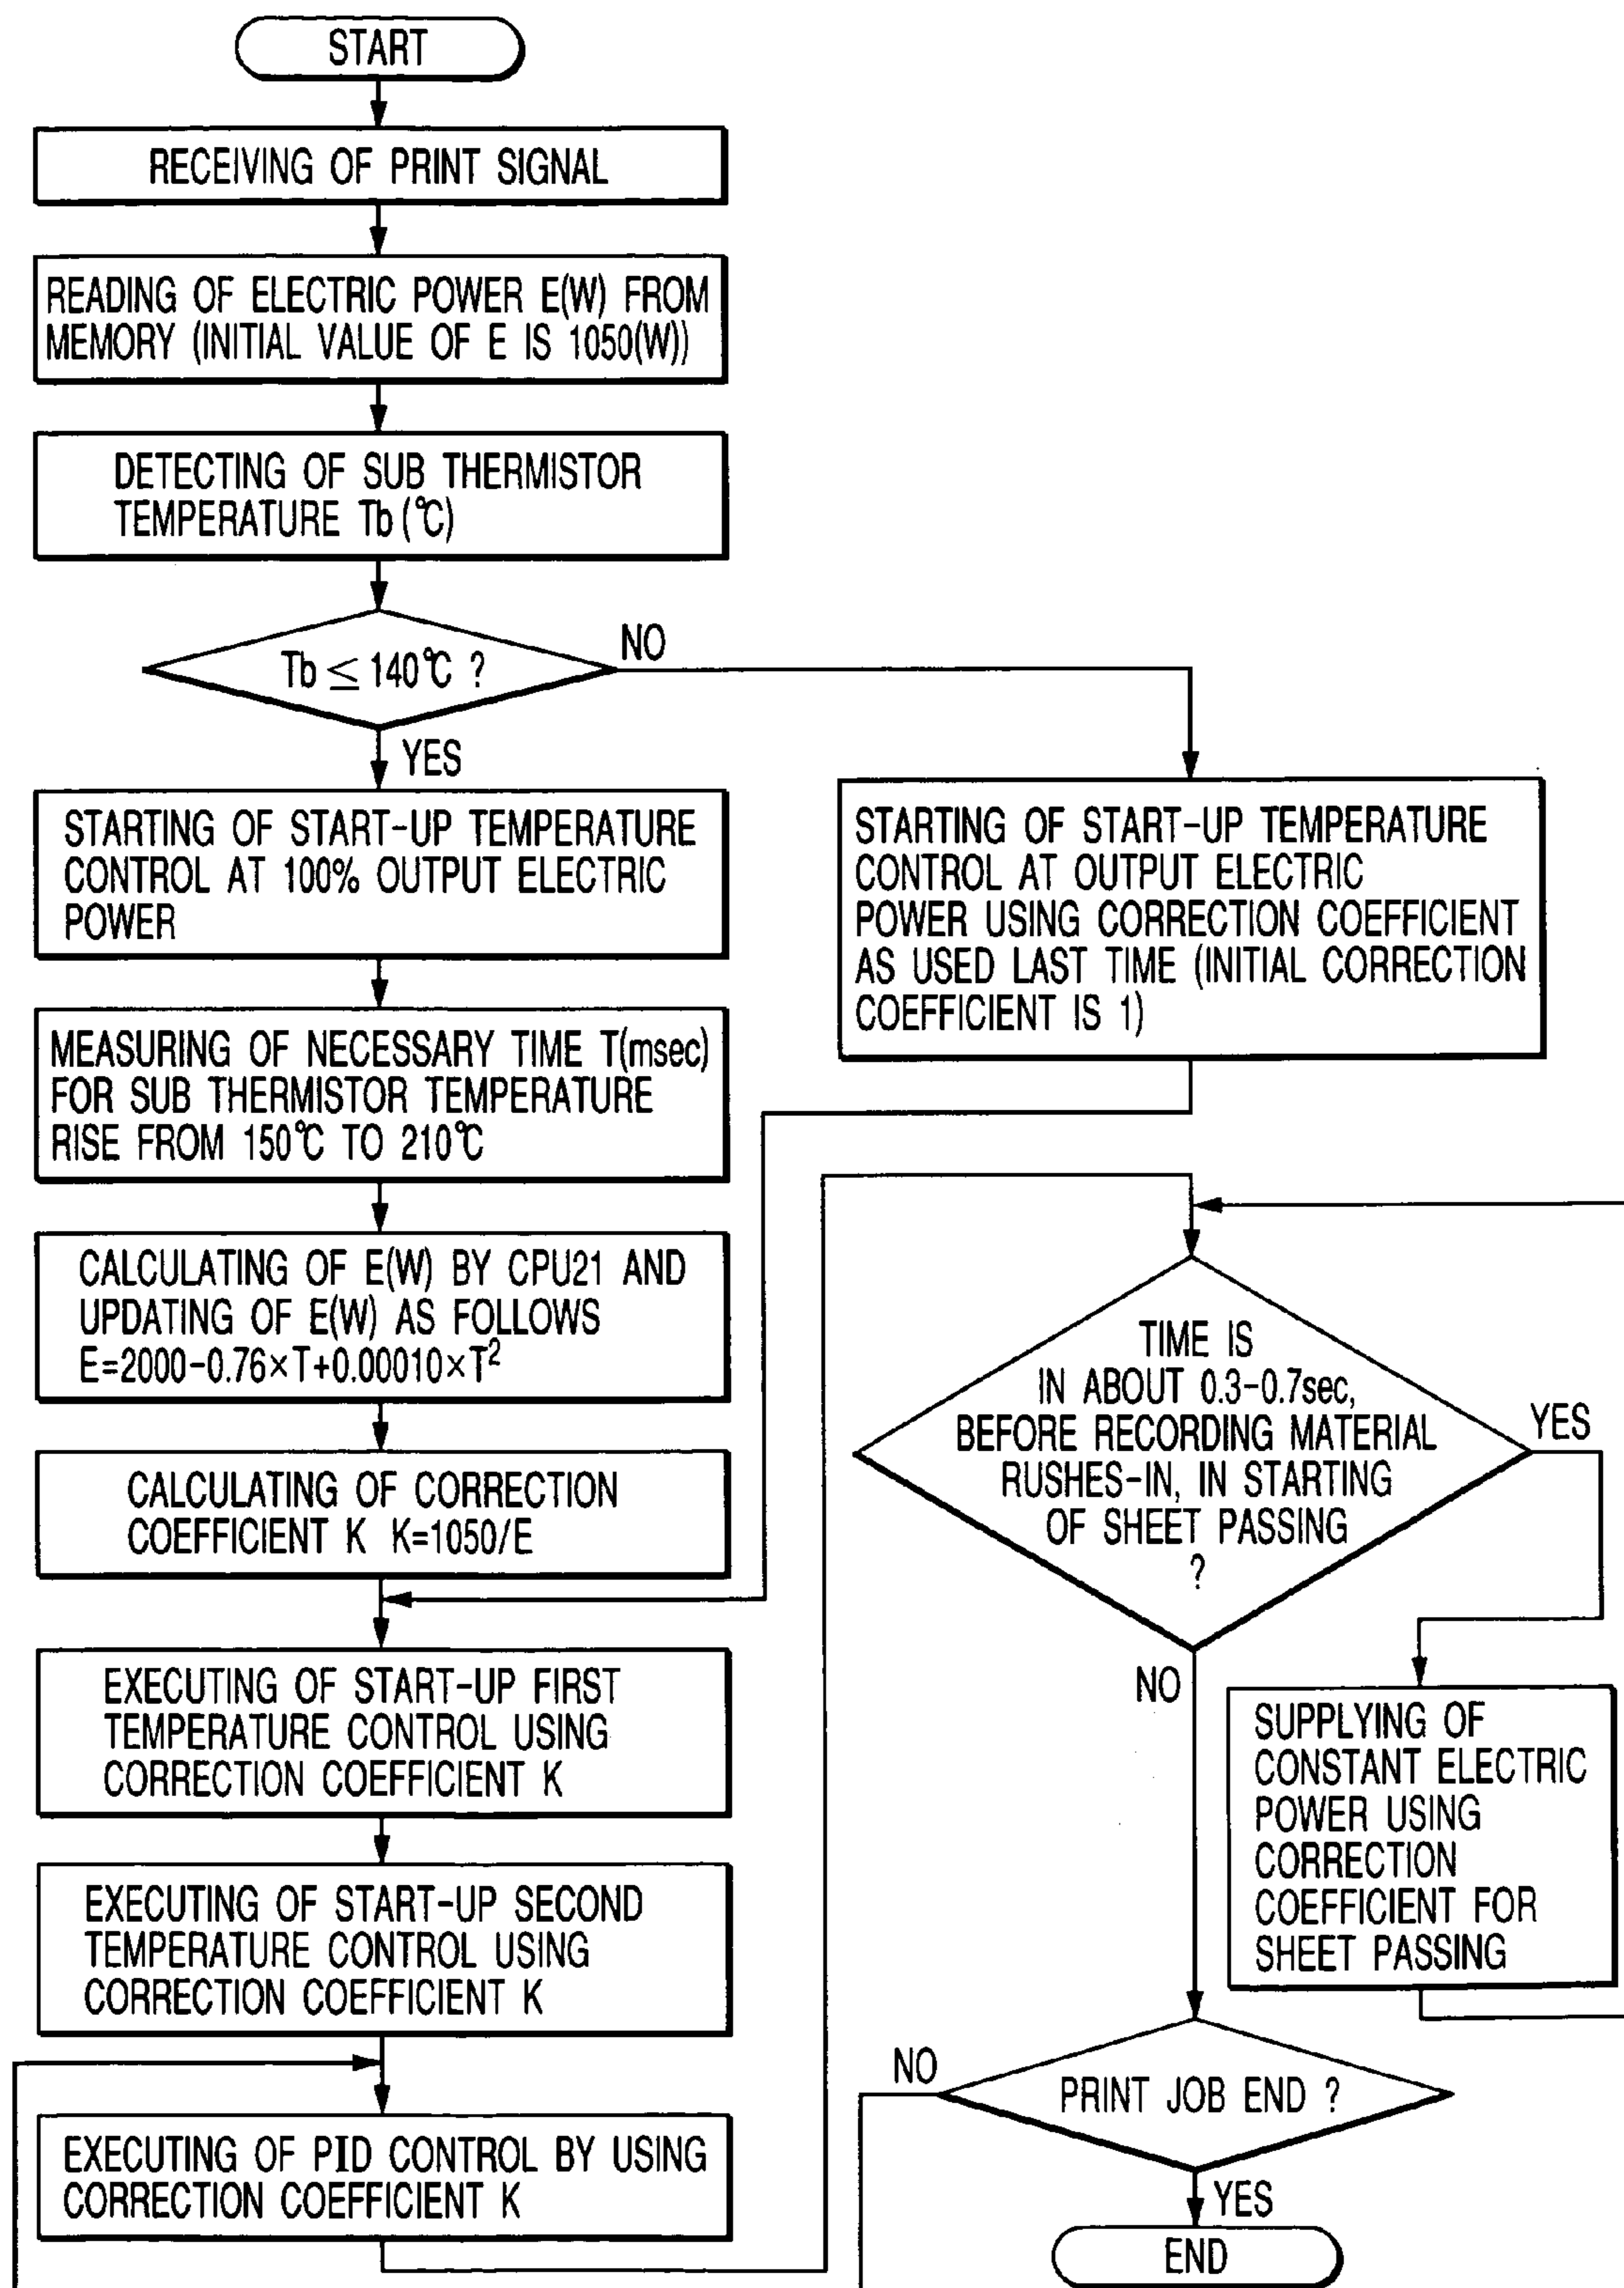 START
RECEIVING OF PRINT SIGNAL
READING OF ELECTRIC POWER E(W) FROM
MEMORY (INITIAL VALUE OF E IS 1050(W))
DETECTING OF SUB THERMISTOR
TEMPERATURE Tb (℃)
Tb ≤ 140℃ ?
NO
YES
STARTING OF START-UP TEMPERATURE
CONTROL AT 100% OUTPUT ELECTRIC
POWER
STARTING OF START-UP TEMPERATURE
CONTROL AT OUTPUT ELECTRIC
POWER USING CORRECTION COEFFICIENT
AS USED LAST TIME (INITIAL CORRECTION
COEFFICIENT IS 1)
MEASURING OF NECESSARY TIME T(msec)
FOR SUB THERMISTOR TEMPERATURE
RISE FROM 150℃ TO 210℃
CALCULATING OF E(W) BY CPU21 AND
UPDATING OF E(W) AS FOLLOWS
E=2000-0.76×T+0.00010×T²
CALCULATING OF CORRECTION
COEFFICIENT K K=1050/E
EXECUTING OF START-UP FIRST
TEMPERATURE CONTROL USING
CORRECTION COEFFICIENT K
EXECUTING OF START-UP SECOND
TEMPERATURE CONTROL USING
CORRECTION COEFFICIENT K
EXECUTING OF PID CONTROL BY USING
CORRECTION COEFFICIENT K
TIME IS
IN ABOUT 0.3-0.7sec,
BEFORE RECORDING MATERIAL
RUSHES-IN, IN STARTING
OF SHEET PASSING
?
YES
NO
SUPPLYING OF
CONSTANT ELECTRIC
POWER USING
CORRECTION
COEFFICIENT FOR
SHEET PASSING
NO
PRINT JOB END ?
YES
END